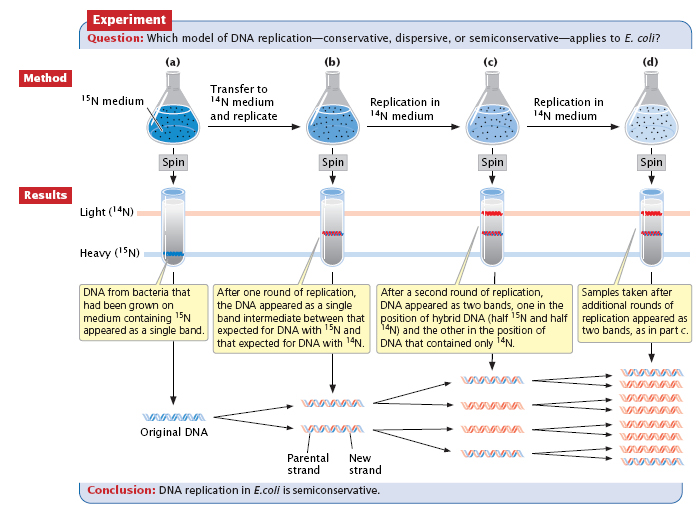 Experiment
Question: Which model of DNA replication—conservative, dispersive, or semiconservative—applies to E. coli?
(a)
(b)
(c)
(d)
Method
¹⁵N medium
Transfer to
¹⁴N medium
and replicate
Replication in
¹⁴N medium
Replication in
¹⁴N medium
Spin
Spin
Spin
Spin
Results
Light (¹⁴N)
Heavy (¹⁵N)
DNA from bacteria that
had been grown on
medium containing ¹⁵N
appeared as a single band.
After one round of replication,
the DNA appeared as a single
band intermediate between that
expected for DNA with ¹⁵N and
that expected for DNA with ¹⁴N.
After a second round of replication,
DNA appeared as two bands, one in the
position of hybrid DNA (half ¹⁵N and half
¹⁴N) and the other in the position of
DNA that contained only ¹⁴N.
Samples taken after
additional rounds of
replication appeared as
two bands, as in part c.
Original DNA
Parental
strand
New
strand
Conclusion: DNA replication in E.coli is semiconservative.